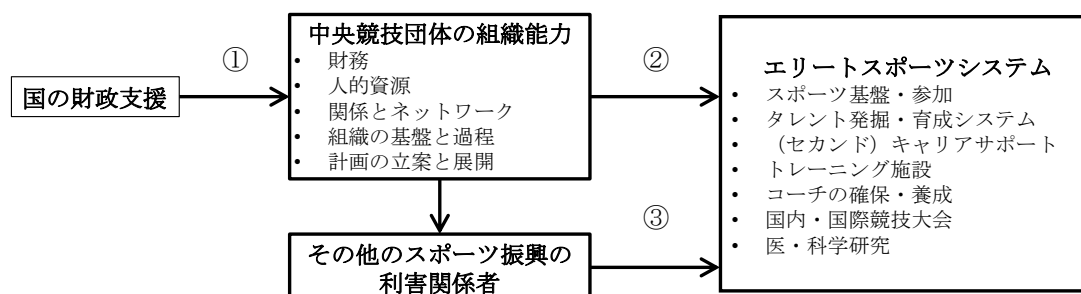 国の財政支援
①
中央競技団体の組織能力
• 財務
• 人的資源
• 関係とネットワーク
• 組織の基盤と過程
• 計画の立案と展開
②
エリートスポーツシステム
• スポーツ基盤・参加
• タレント発掘・育成システム
• （セカンド）キャリアサポート
• トレーニング施設
• コーチの確保・養成
• 国内・国際競技大会
• 医・科学研究
その他のスポーツ振興の
利害関係者
③